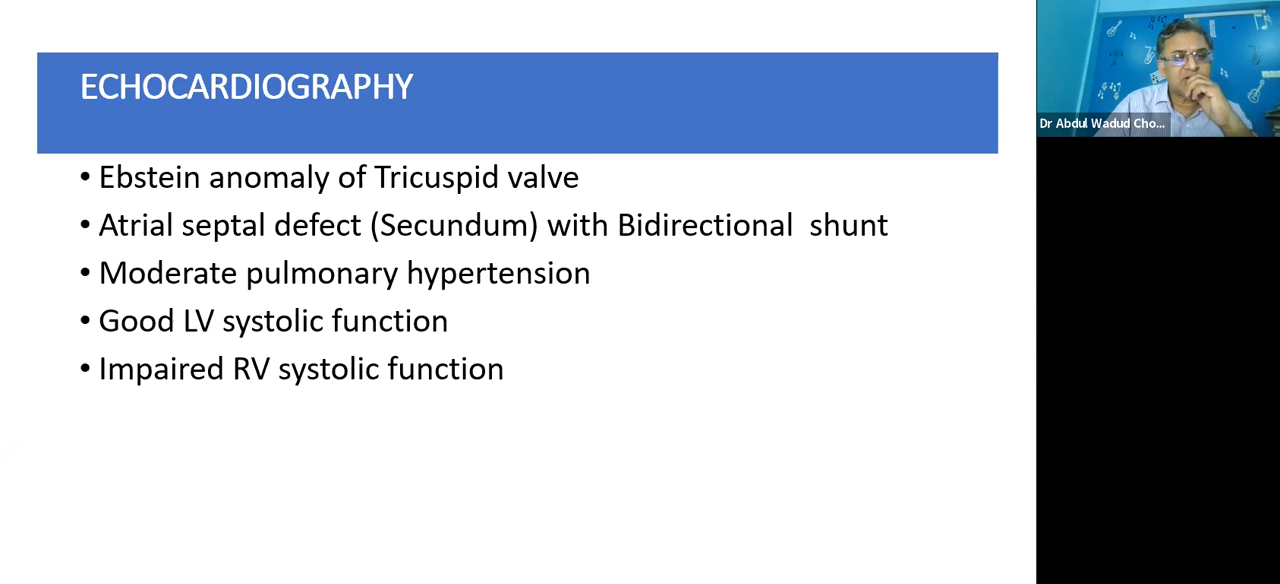 ECHOCARDIOGRAPHY
• Ebstein anomaly of Tricuspid valve
• Atrial septal defect (Secundum) with Bidirectional  shunt
• Moderate pulmonary hypertension
• Good LV systolic function
• Impaired RV systolic function
Dr Abdul Wadud Cho...